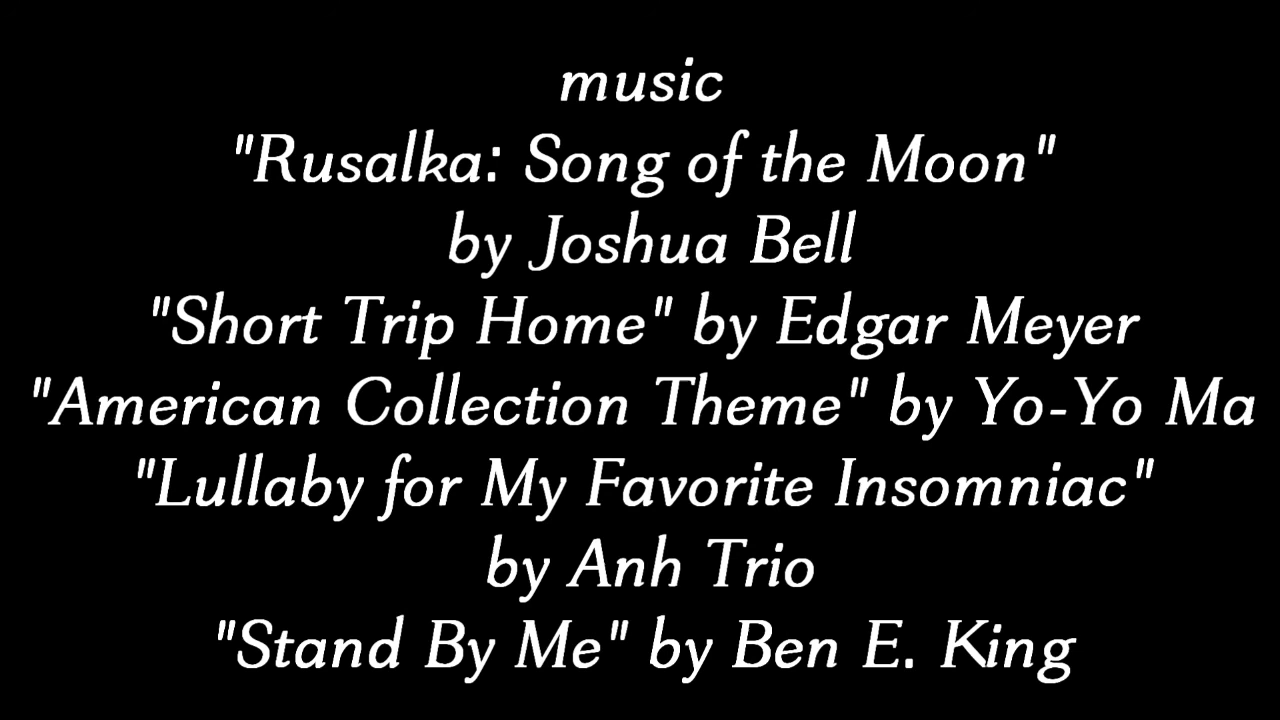 music
"Rusalka: Song of the Moon"
by Joshua Bell
"Short Trip Home" by Edgar Meyer
"American Collection Theme" by Yo-Yo Ma
"Lullaby for My Favorite Insomniac"
by Anh Trio
"Stand By Me" by Ben E. King